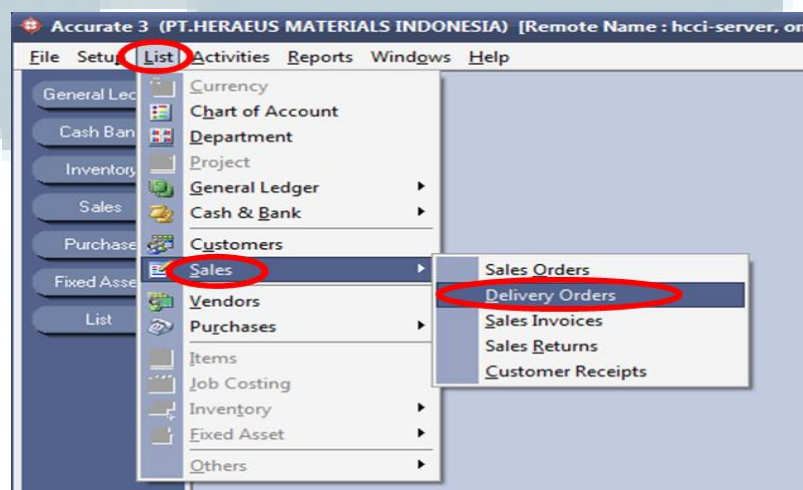 Accurate 3 (PT.HERAEUS MATERIALS INDONESIA) [Remote Name : hcci-server, on
File Setup List Activities Reports Windows Help
General Led
Cash Ban
Inventory
Sales
Purchase
Fixed Asse
List
Currency
Chart of Account
Department
Project
General Ledger
Cash & Bank
Customers
Sales
Vendors
Purchases
Items
Job Costing
Inventory
Fixed Asset
Others
Sales Orders
Delivery Orders
Sales Invoices
Sales Returns
Customer Receipts